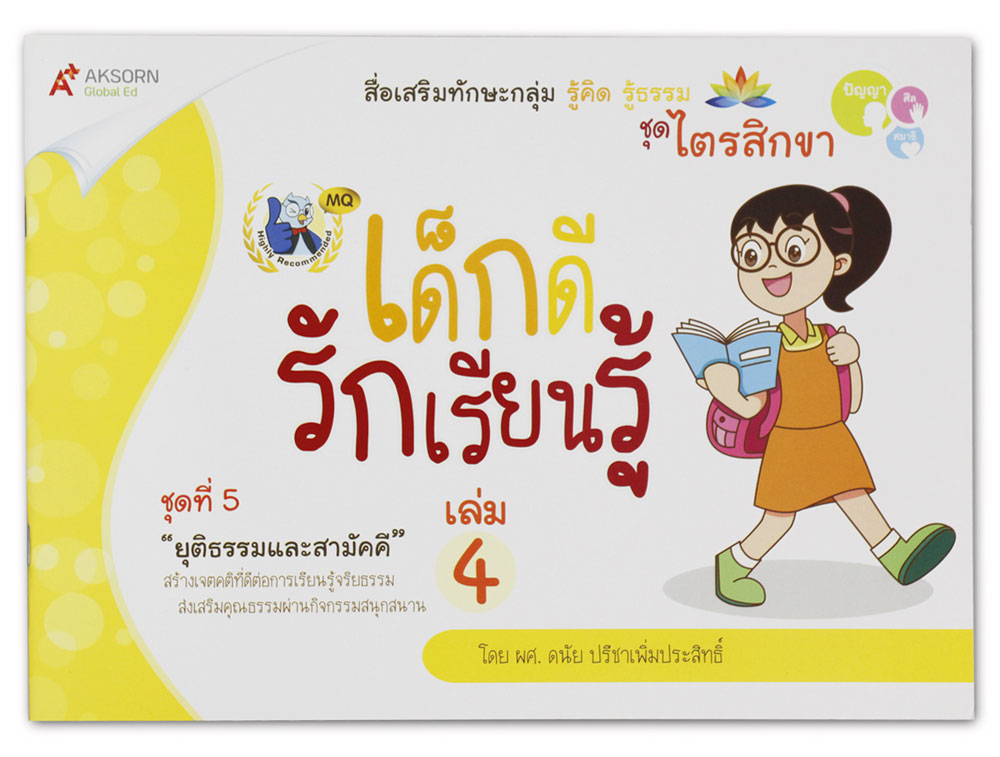 AKSORN
Global Ed
สื่อเสริมทักษะกลุ่ม รู้คิด รู้ธรรม
ชุด ไตรสิกขา
ปัญญา
ศีล
สมาธิ
MQ
Highly Recommended
เด็กดี
รักเรียนรู้
ชุดที่ 5
“ยุติธรรมและสามัคคี”
สร้างเจตคติที่ดีต่อการเรียนรู้จริยธรรม
ส่งเสริมคุณธรรมผ่านกิจกรรมสนุกสนาน
เล่ม
4
โดย ผศ. ดนัย ปรีชาเพิ่มประสิทธิ์